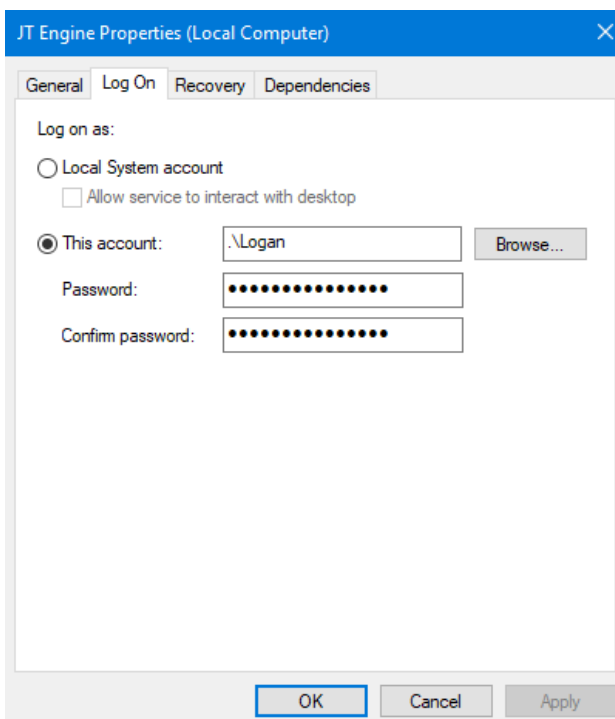 JT Engine Properties (Local Computer)
General Log On Recovery Dependencies
Log on as:
Local System account
Allow service to interact with desktop
This account: .\Logan Browse...
Password: •••••••••••••••
Confirm password: •••••••••••••••
OK Cancel Apply